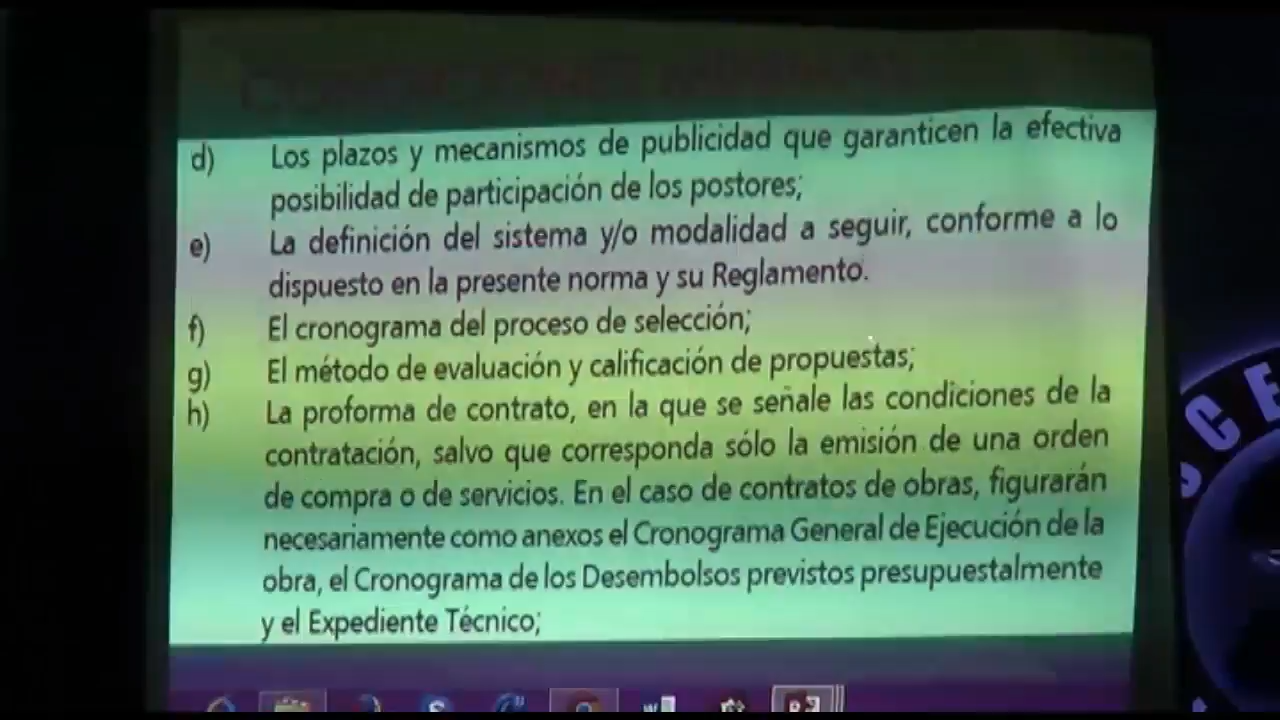 d) Los plazos y mecanismos de publicidad que garanticen la efectiva
posibilidad de participación de los postores;
e) La definición del sistema y/o modalidad a seguir, conforme a lo
dispuesto en la presente norma y su Reglamento.
f) El cronograma del proceso de selección;
g) El método de evaluación y calificación de propuestas;
h) La proforma de contrato, en la que se señale las condiciones de la
contratación, salvo que corresponda sólo la emisión de una orden
de compra o de servicios. En el caso de contratos de obras, figurarán
necesariamente como anexos el Cronograma General de Ejecución de la
obra, el Cronograma de los Desembolsos previstos presupuestalmente
y el Expediente Técnico;